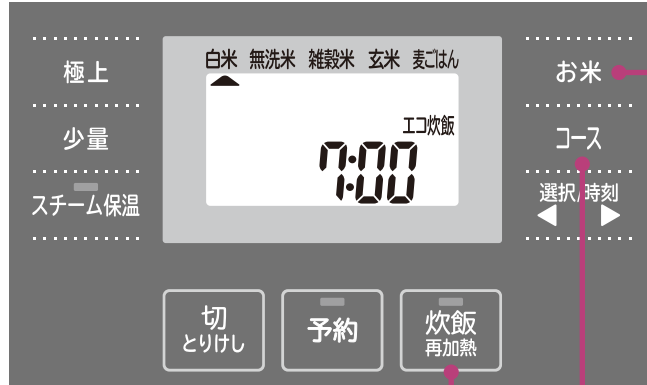 極上
少量
スチーム保温
白米 無洗米 雑穀米 玄米 麦ごはん
エコ炊飯
7:00
お米
コース
選択/時刻
切
とりけし
予約
炊飯
再加熱